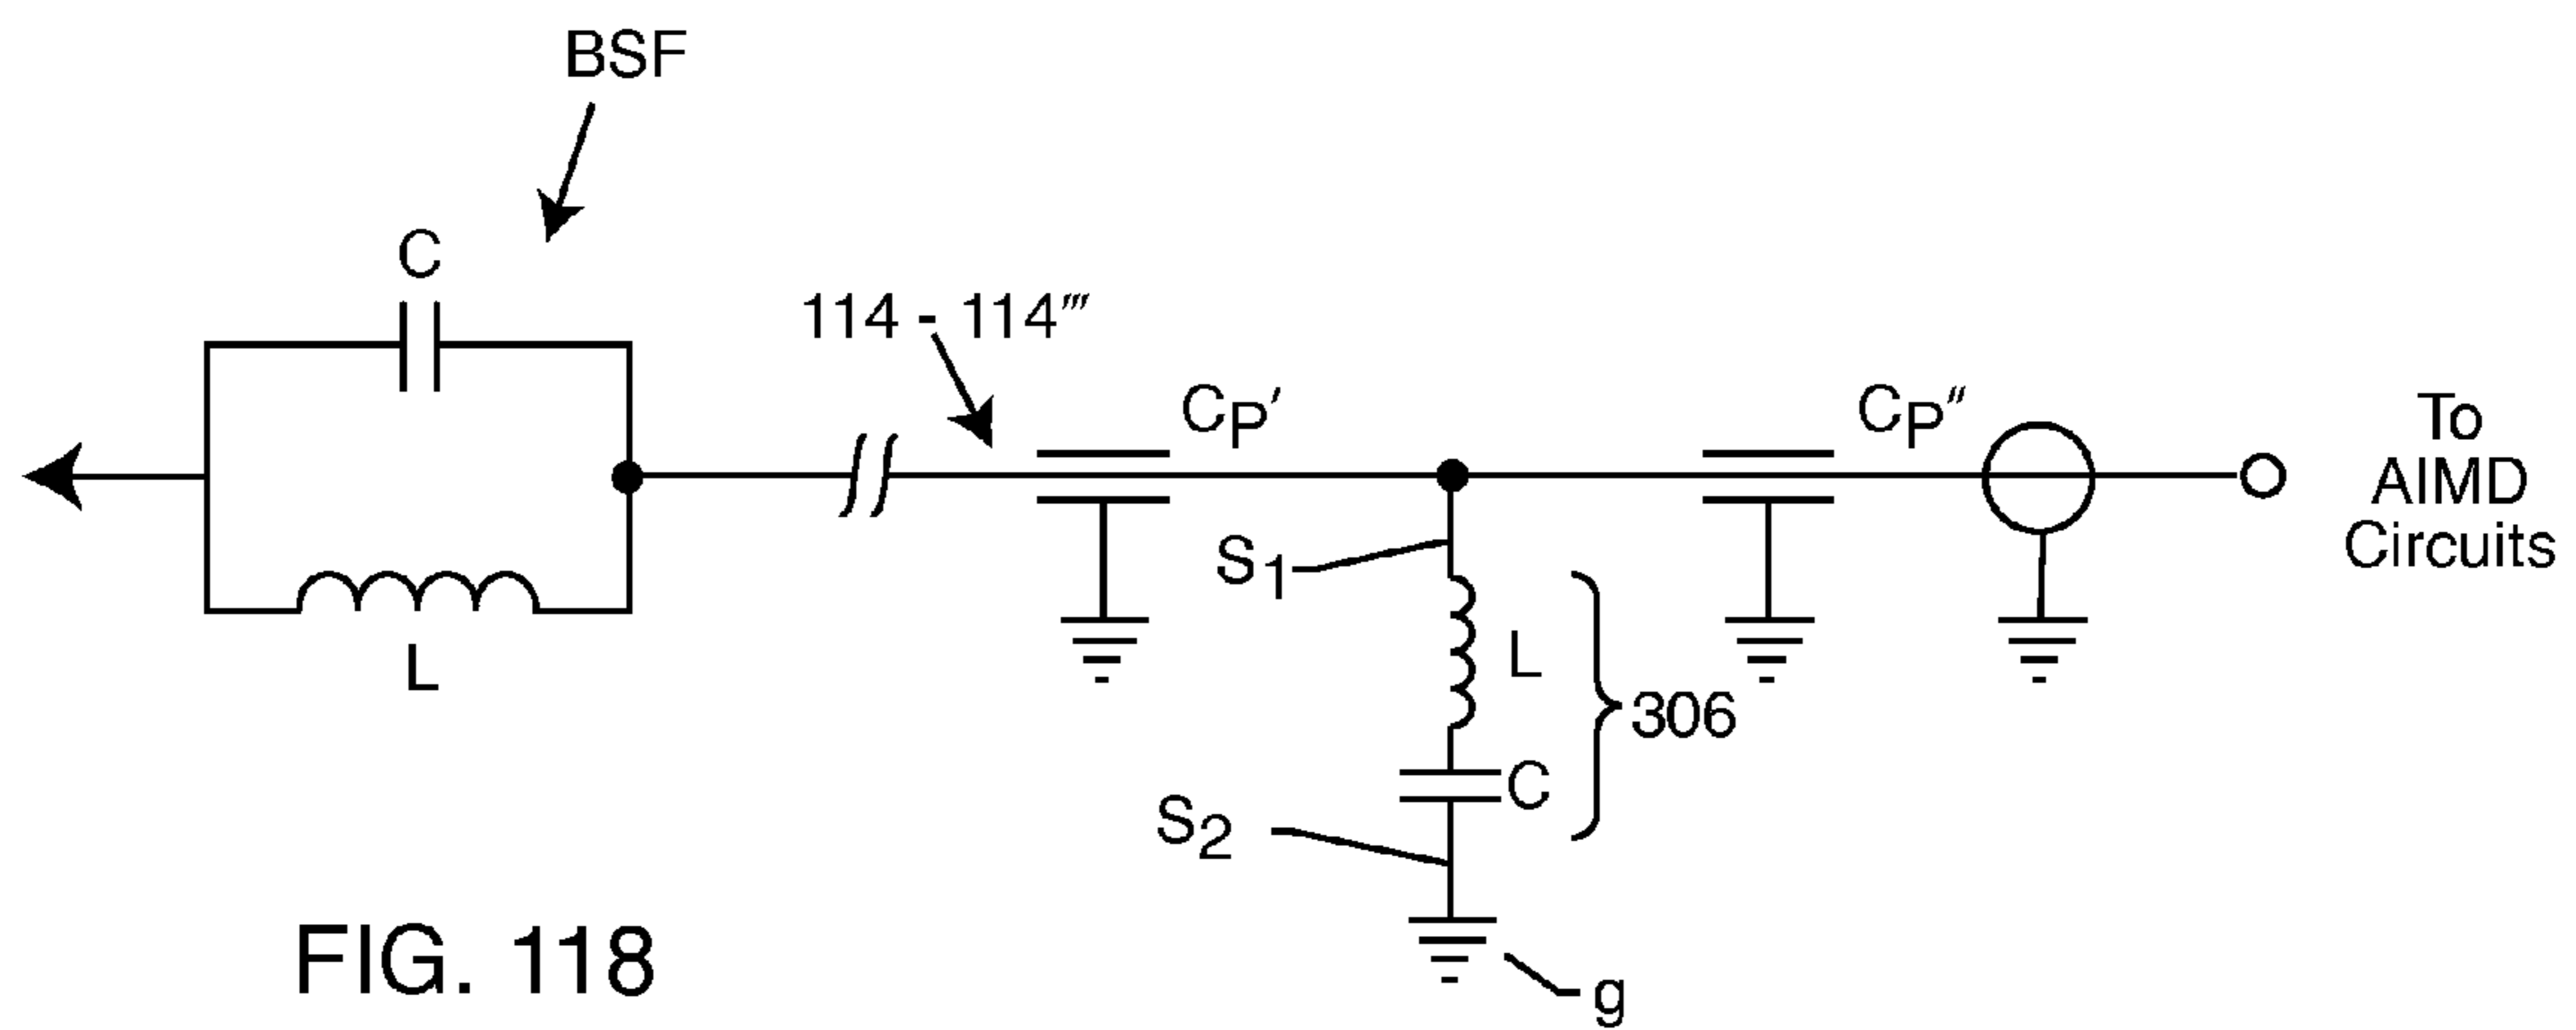 BSF
C
114 - 114‴
CP′
CP″
To
AIMD
Circuits
S1
L
L
306
C
S2
FIG. 118
g